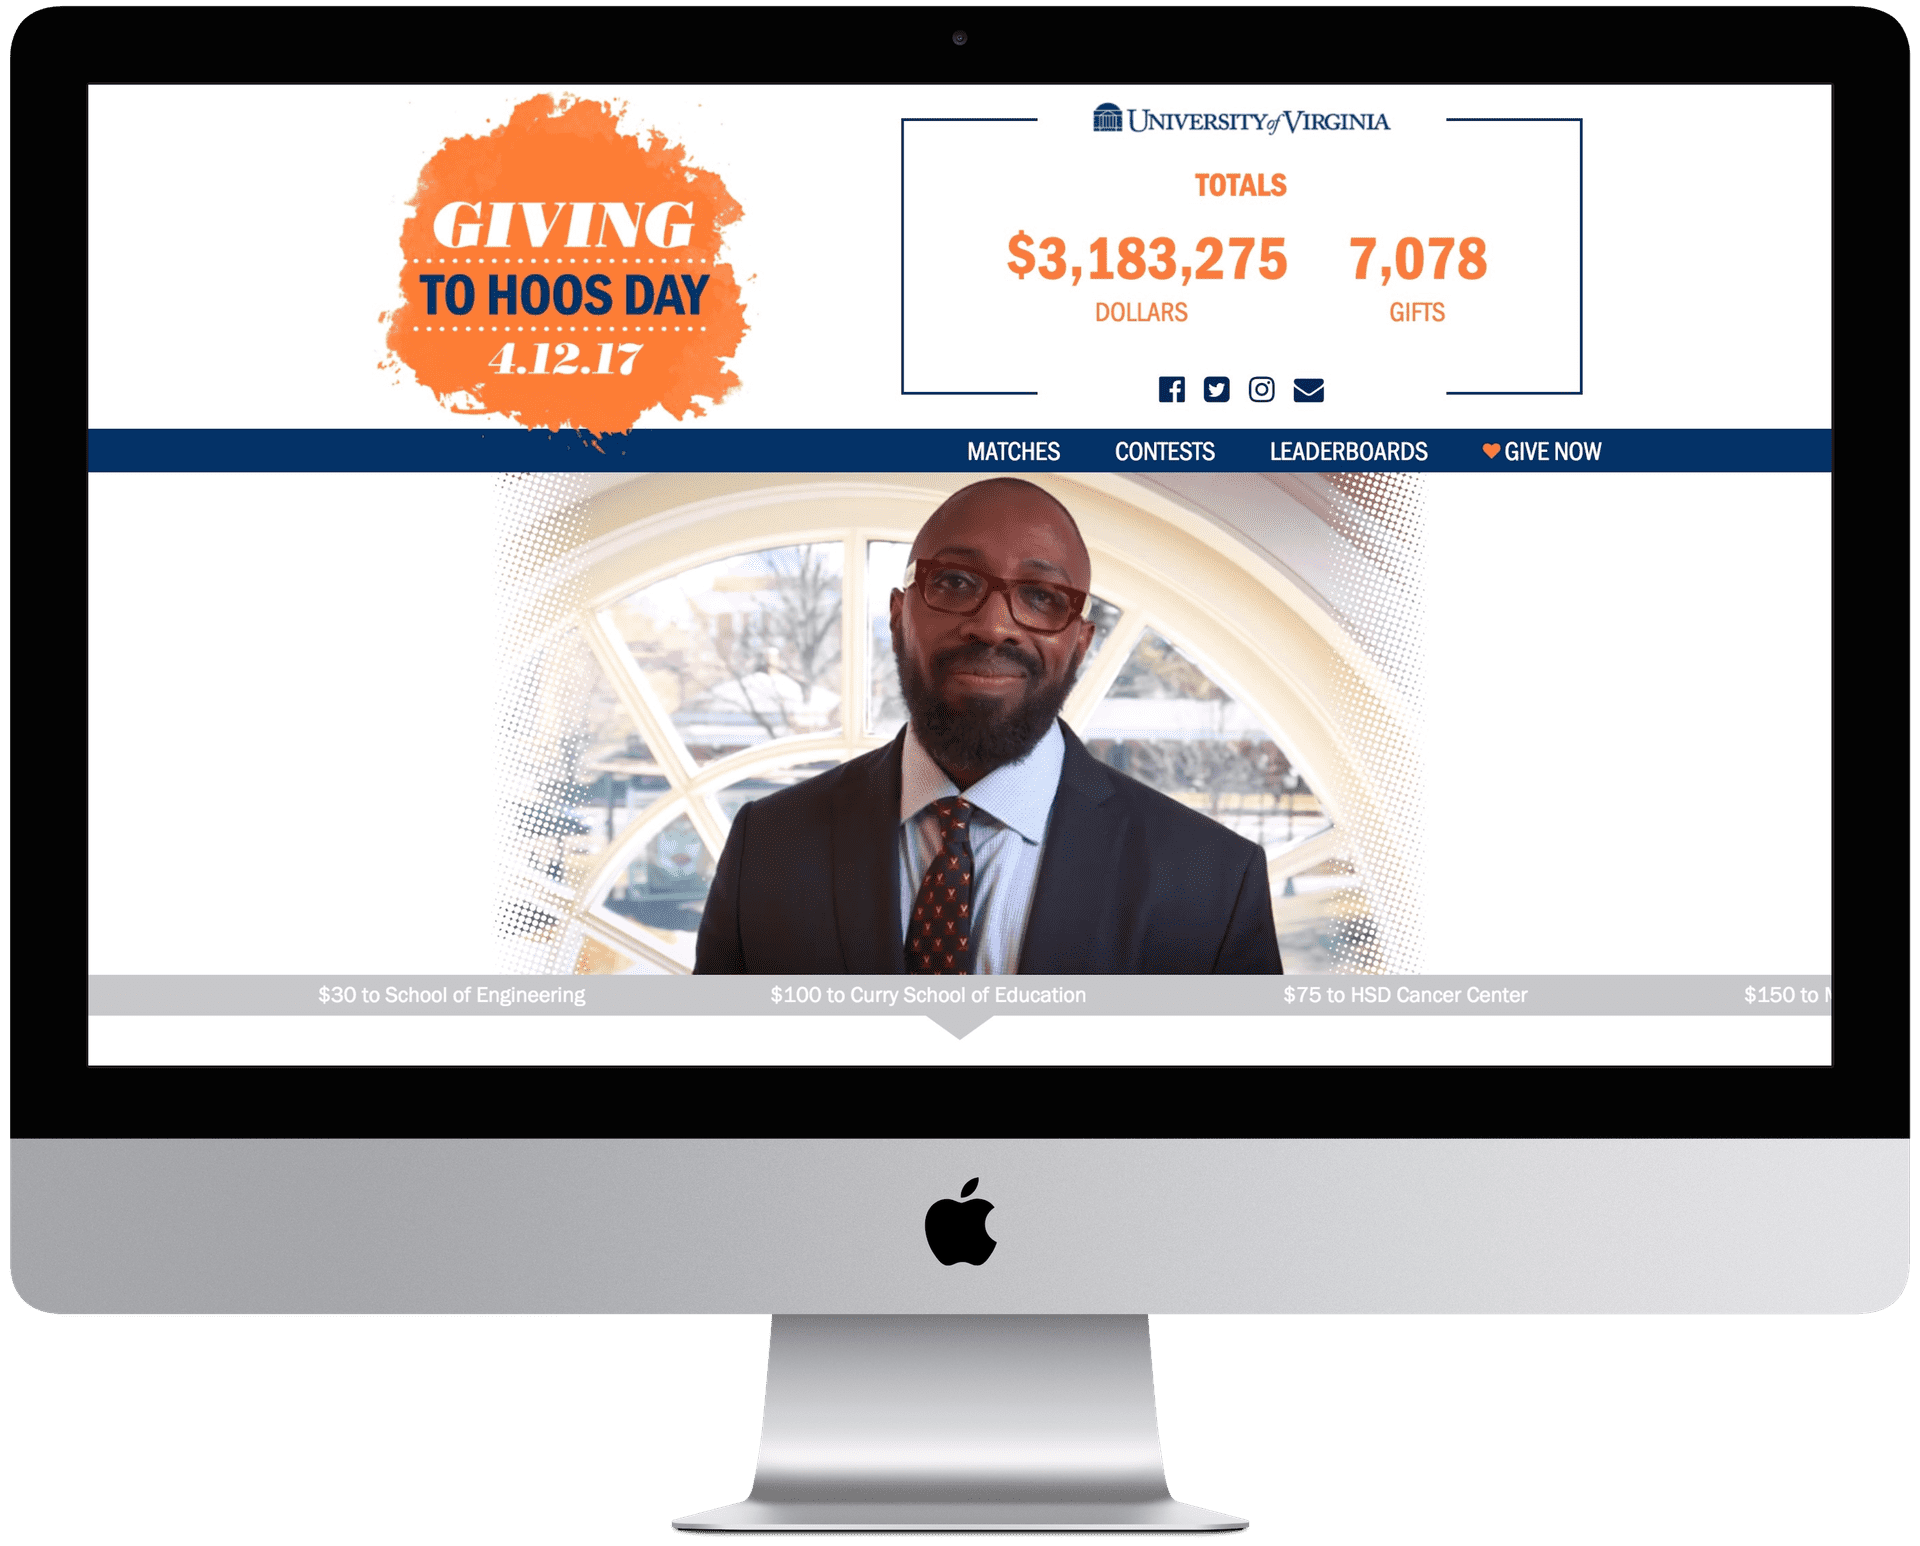 GIVING
TO HOOS DAY
4.12.17
UNIVERSITY of VIRGINIA
TOTALS
$3,183,275 7,078
DOLLARS GIFTS
MATCHES CONTESTS LEADERBOARDS GIVE NOW
$30 to School of Engineering $100 to Curry School of Education $75 to HSD Cancer Center $150 to